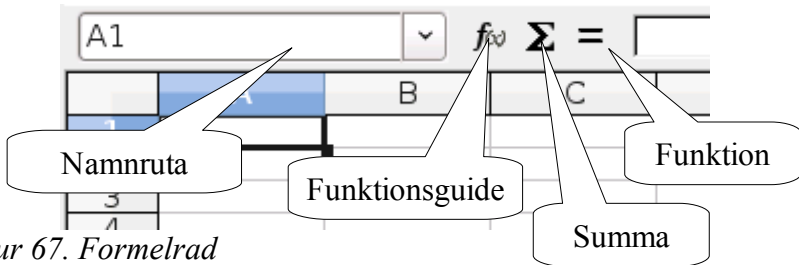 A1 f(x) Σ =
A B C
1
Namnruta
Funktion
Funktionsguide
3
Summa
4
ur 67. Formelrad